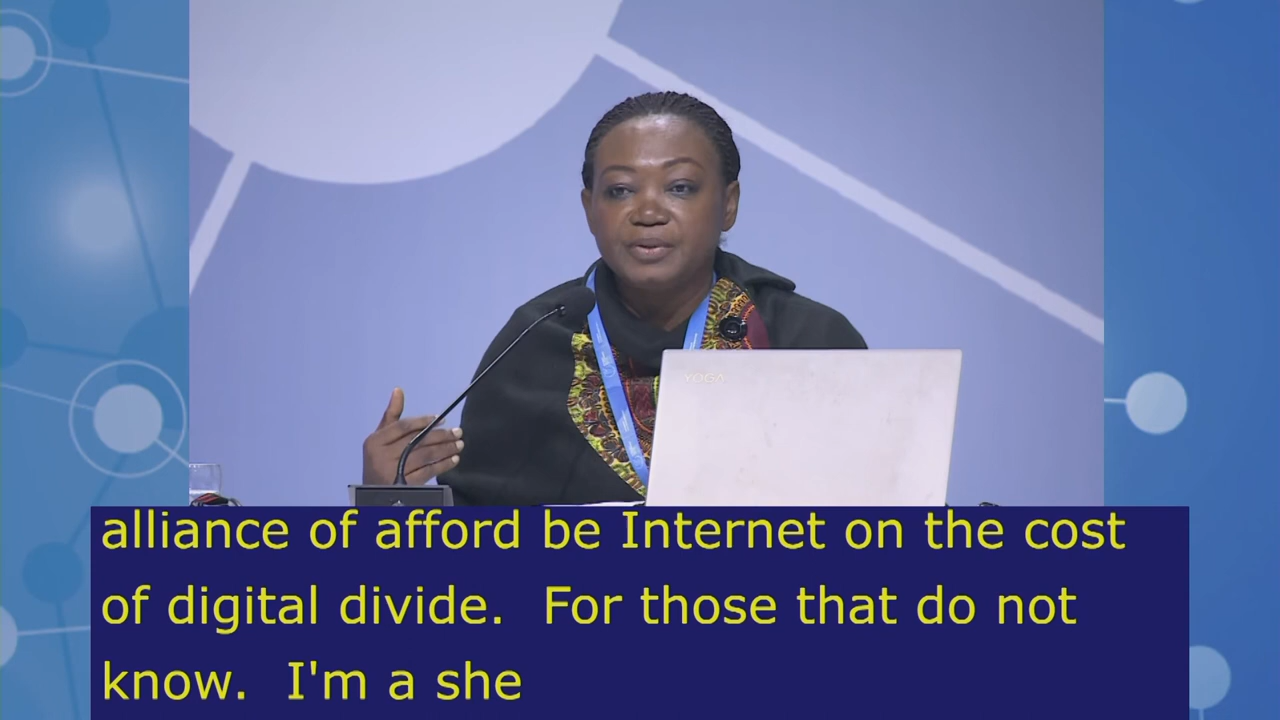 YOGA
alliance of afford be Internet on the cost
of digital divide.  For those that do not
know.  I'm a she